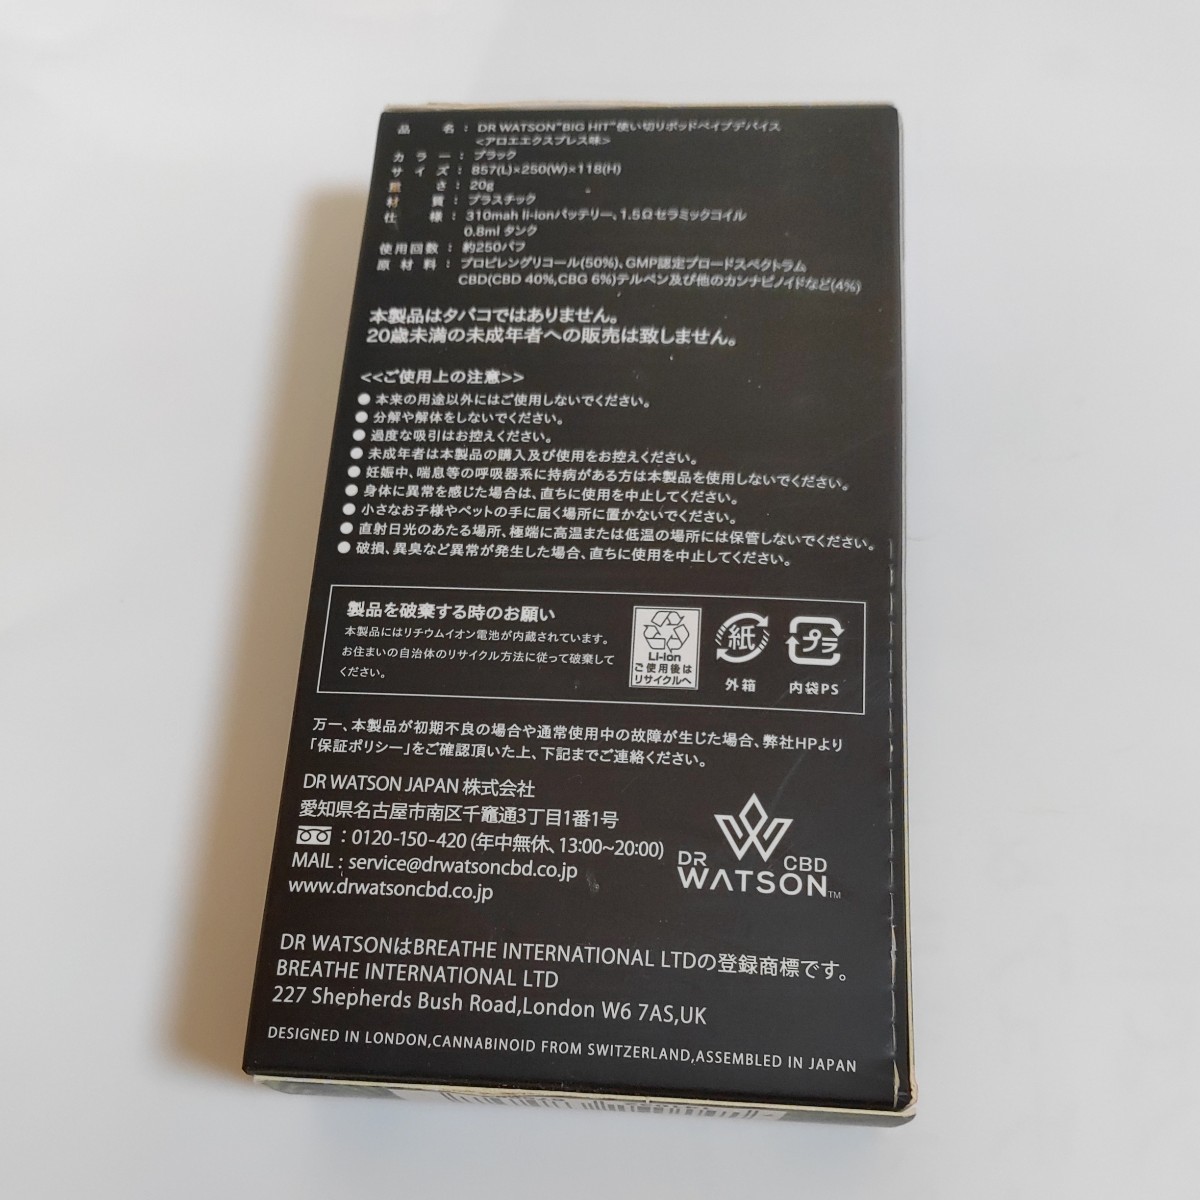 品名：DR WATSON"BIG HIT"使い切りポッドベイプデバイス
<アロエエクスプレス味>
カラー：ブラック
サイズ：857(L)×250(W)×118(H)
重さ：20g
材質：プラスチック
仕様：310mah li-ionバッテリー、1.5Ωセラミックコイル
0.8ml タンク
使用回数：約250パフ
原材料：プロピレングリコール(50%)、GMP認定ブロードスペクトラム
CBD(CBD 40%,CBG 6%)テルペン及び他のカンナビノイドなど(4%)
本製品はタバコではありません。
20歳未満の未成年者への販売は致しません。
<<ご使用上の注意>>
●本来の用途以外にはご使用しないでください。
●分解や解体をしないでください。
●過度な吸引はお控えください。
●未成年者は本製品の購入及び使用をお控えください。
●妊娠中、喘息等の呼吸器系に持病がある方は本製品を使用しないでください。
●身体に異常を感じた場合は、直ちに使用を中止してください。
●小さなお子様やペットの手に届く場所に置かないでください。
●直射日光のあたる場所、極端に高温または低温の場所には保管しないでください。
●破損、異臭など異常が発生した場合、直ちに使用を中止してください。
製品を破棄する時のお願い
本製品にはリチウムイオン電池が内蔵されています。
お住まいの自治体のリサイクル方法に従って破棄して
ください。
Li-ion
ご使用後は
リサイクルへ
紙
外箱
プラ
内袋PS
万一、本製品が初期不良の場合や通常使用中の故障が生じた場合、弊社HPより
「保証ポリシー」をご確認頂いた上、下記までご連絡ください。
DR WATSON JAPAN 株式会社
愛知県名古屋市南区千竈通3丁目1番1号
：0120-150-420 (年中無休、13:00~20:00)
MAIL : service@drwatsoncbd.co.jp
www.drwatsoncbd.co.jp
DR CBD
WATSON™
DR WATSONはBREATHE INTERNATIONAL LTDの登録商標です。
BREATHE INTERNATIONAL LTD
227 Shepherds Bush Road,London W6 7AS,UK
DESIGNED IN LONDON,CANNABINOID FROM SWITZERLAND,ASSEMBLED IN JAPAN